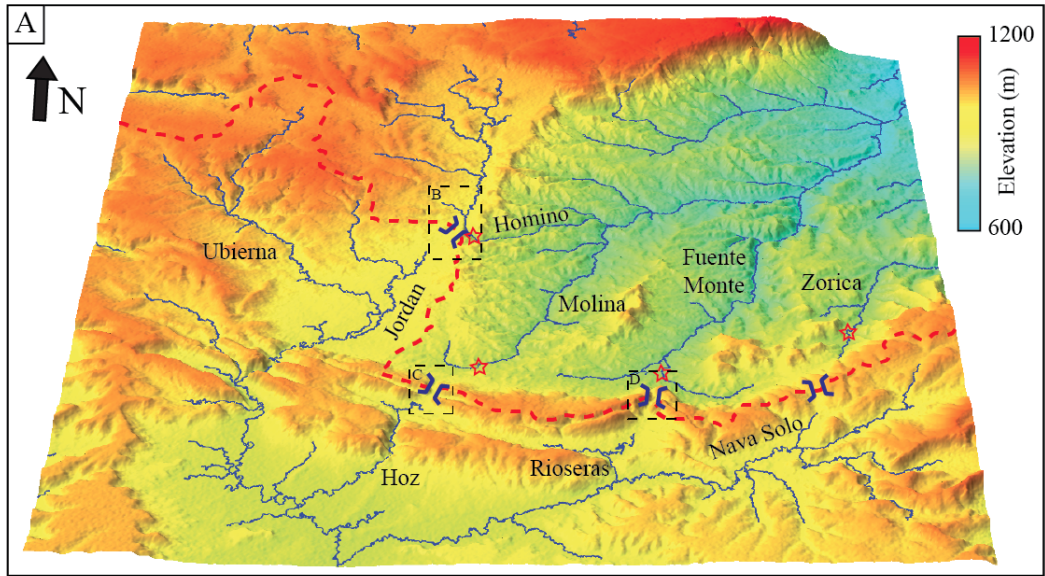 A
N
1200
Elevation (m)
600
B
Homino
Ubierna
Jordan
Fuente
Monte
Zorica
Molina
C
D
Nava Solo
Rioseras
Hoz